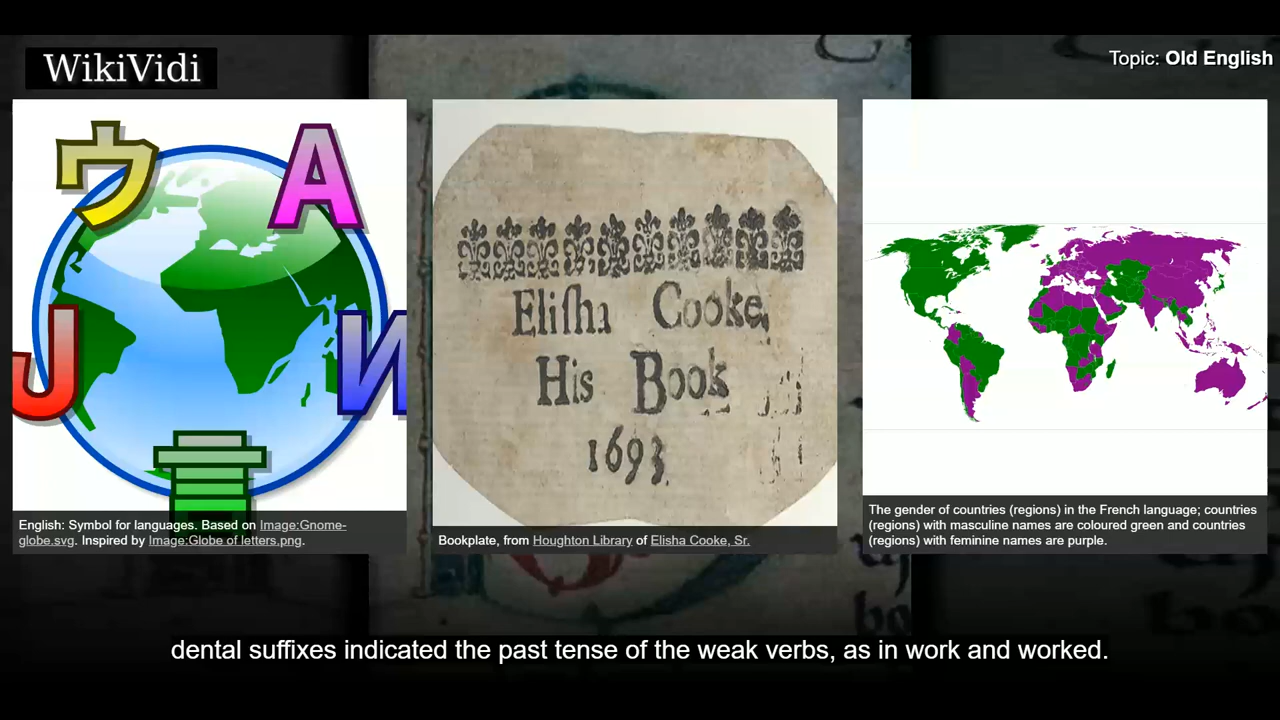 WikiVidi
Topic: Old English
ウ
A
J
И
English: Symbol for languages. Based on Image:Gnome-
globe.svg. Inspired by Image:Globe of letters.png.
Eliſha Cooke,
His Book
1693.
Bookplate, from Houghton Library of Elisha Cooke, Sr.
The gender of countries (regions) in the French language; countries
(regions) with masculine names are coloured green and countries
(regions) with feminine names are purple.
dental suffixes indicated the past tense of the weak verbs, as in work and worked.